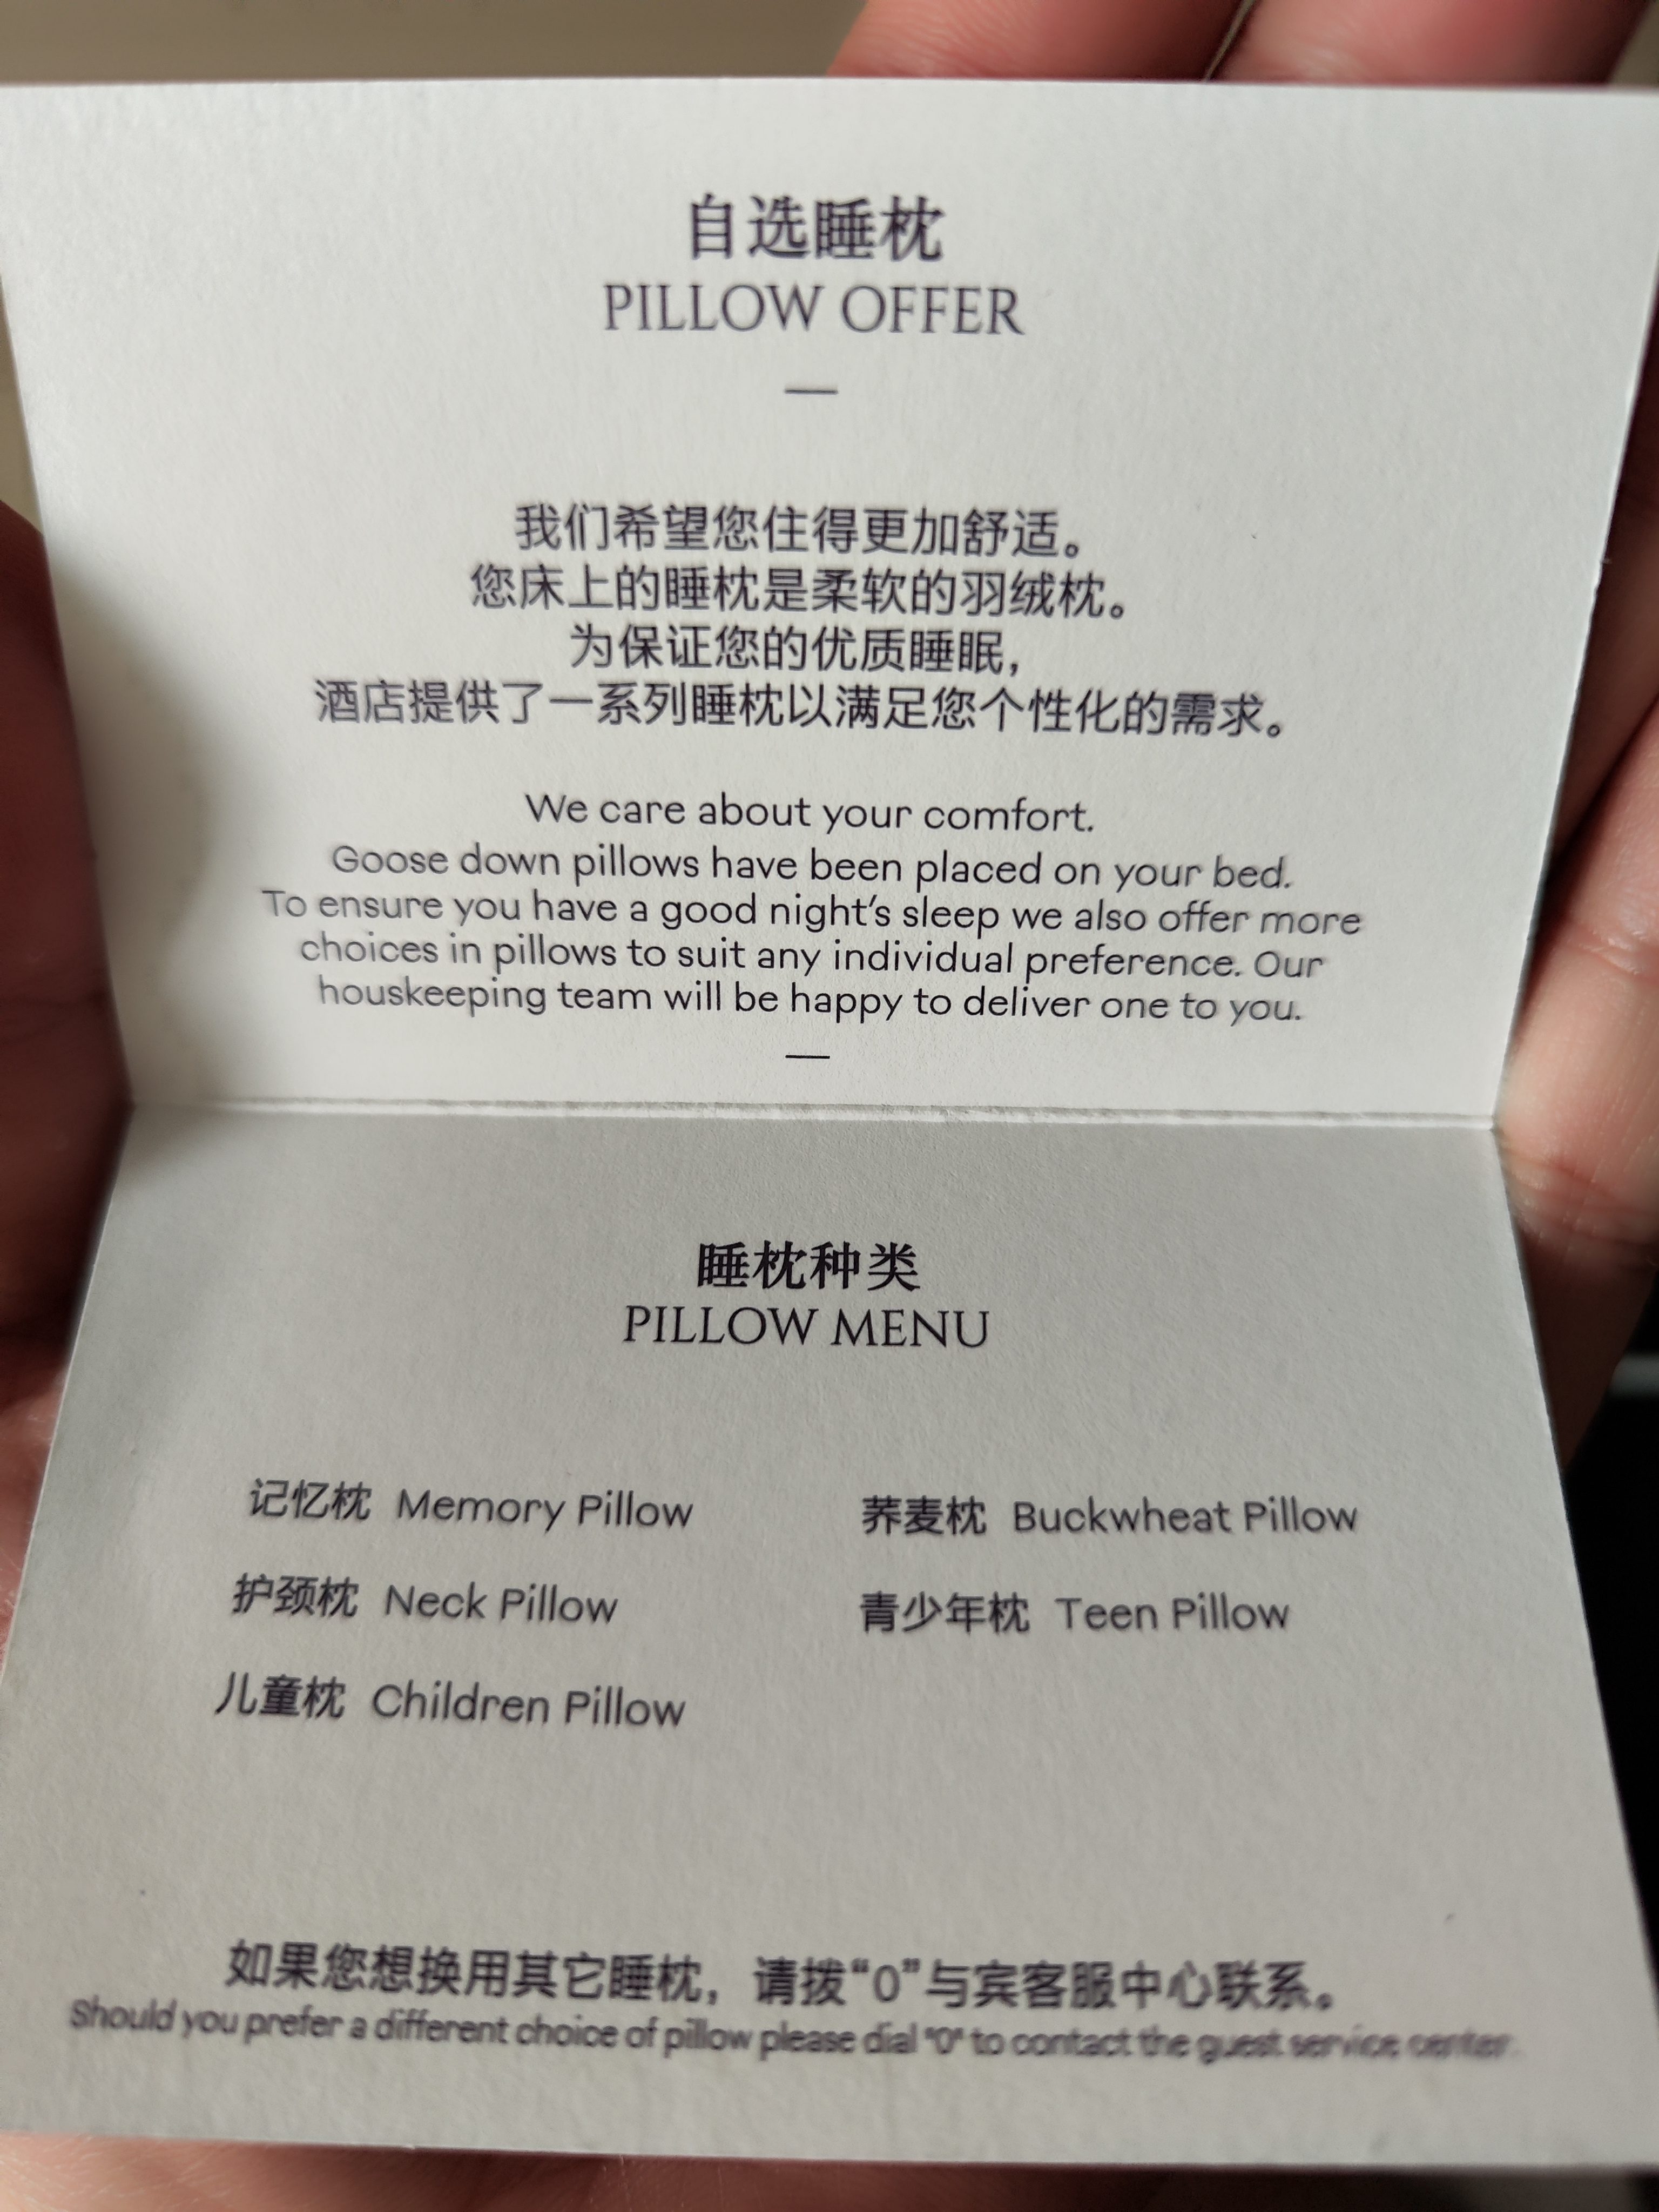 自选睡枕
PILLOW OFFER
—
我们希望您住得更加舒适。
您床上的睡枕是柔软的羽绒枕。
为保证您的优质睡眠，
酒店提供了一系列睡枕以满足您个性化的需求。
We care about your comfort.
Goose down pillows have been placed on your bed.
To ensure you have a good night's sleep we also offer more
choices in pillows to suit any individual preference. Our
houskeeping team will be happy to deliver one to you.
—
睡枕种类
PILLOW MENU
记忆枕 Memory Pillow
荞麦枕 Buckwheat Pillow
护颈枕 Neck Pillow
青少年枕 Teen Pillow
儿童枕 Children Pillow
如果您想换用其它睡枕，请拨“0”与宾客服中心联系。
Should you prefer a different choice of pillow please dial "0" to contact the guest service center.